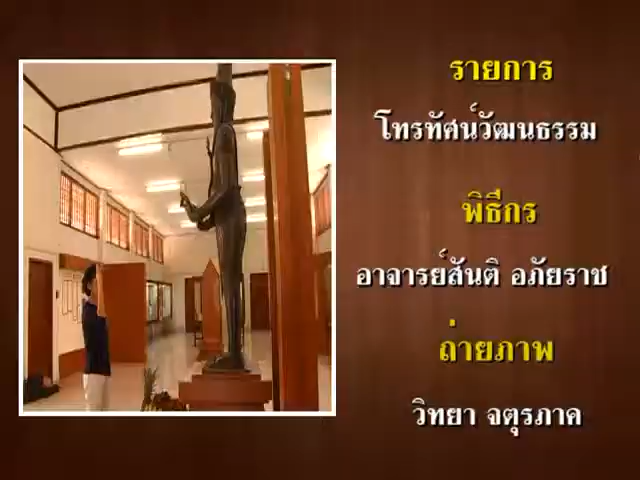 รายการ
โทรทัศน์วัฒนธรรม
พิธีกร
อาจารย์สันติ อภัยราช
ถ่ายภาพ
วิทยา จตุรภาค